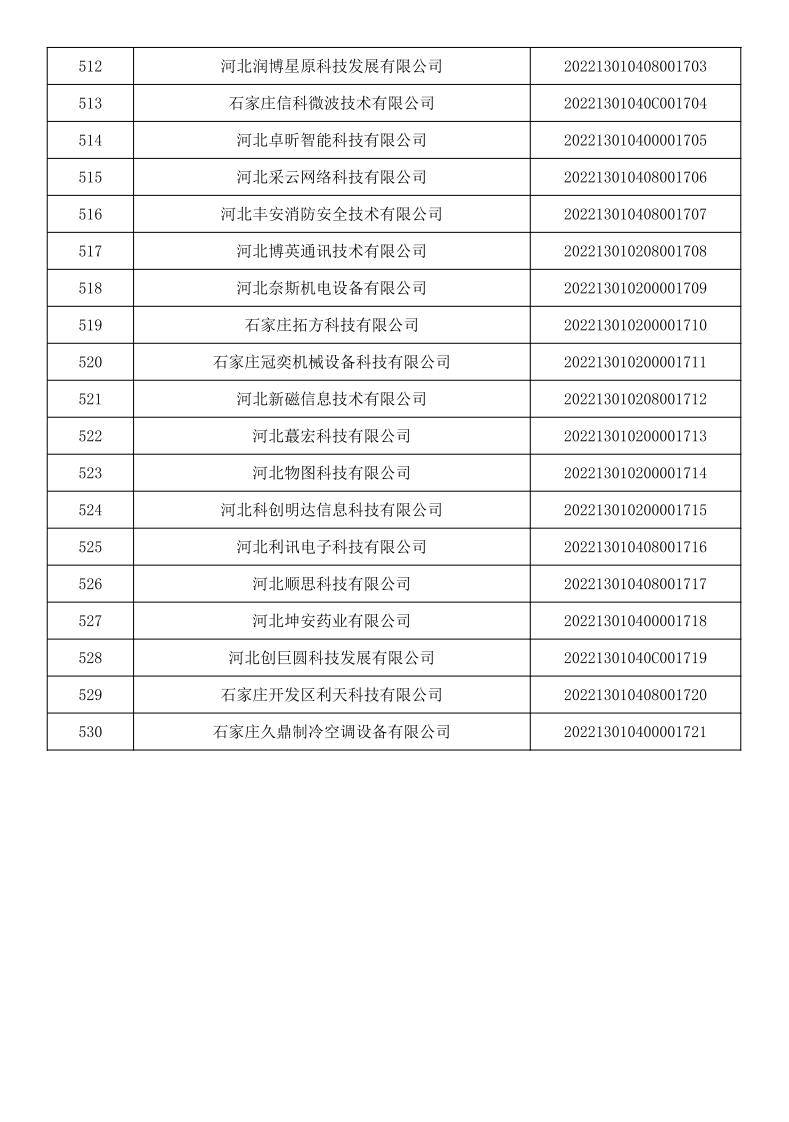 512 河北润博星原科技发展有限公司 202213010408001703
513 石家庄信科微波技术有限公司 20221301040C001704
514 河北卓昕智能科技有限公司 202213010400001705
515 河北采云网络科技有限公司 202213010408001706
516 河北丰安消防安全技术有限公司 202213010408001707
517 河北博英通讯技术有限公司 202213010208001708
518 河北奈斯机电设备有限公司 202213010200001709
519 石家庄拓方科技有限公司 202213010200001710
520 石家庄冠奕机械设备科技有限公司 202213010200001711
521 河北新磁信息技术有限公司 202213010208001712
522 河北蕞宏科技有限公司 202213010200001713
523 河北物图科技有限公司 202213010200001714
524 河北科创明达信息科技有限公司 202213010200001715
525 河北利讯电子科技有限公司 202213010408001716
526 河北顺思科技有限公司 202213010408001717
527 河北坤安药业有限公司 202213010400001718
528 河北创巨圆科技发展有限公司 20221301040C001719
529 石家庄开发区利天科技有限公司 202213010408001720
530 石家庄久鼎制冷空调设备有限公司 202213010400001721